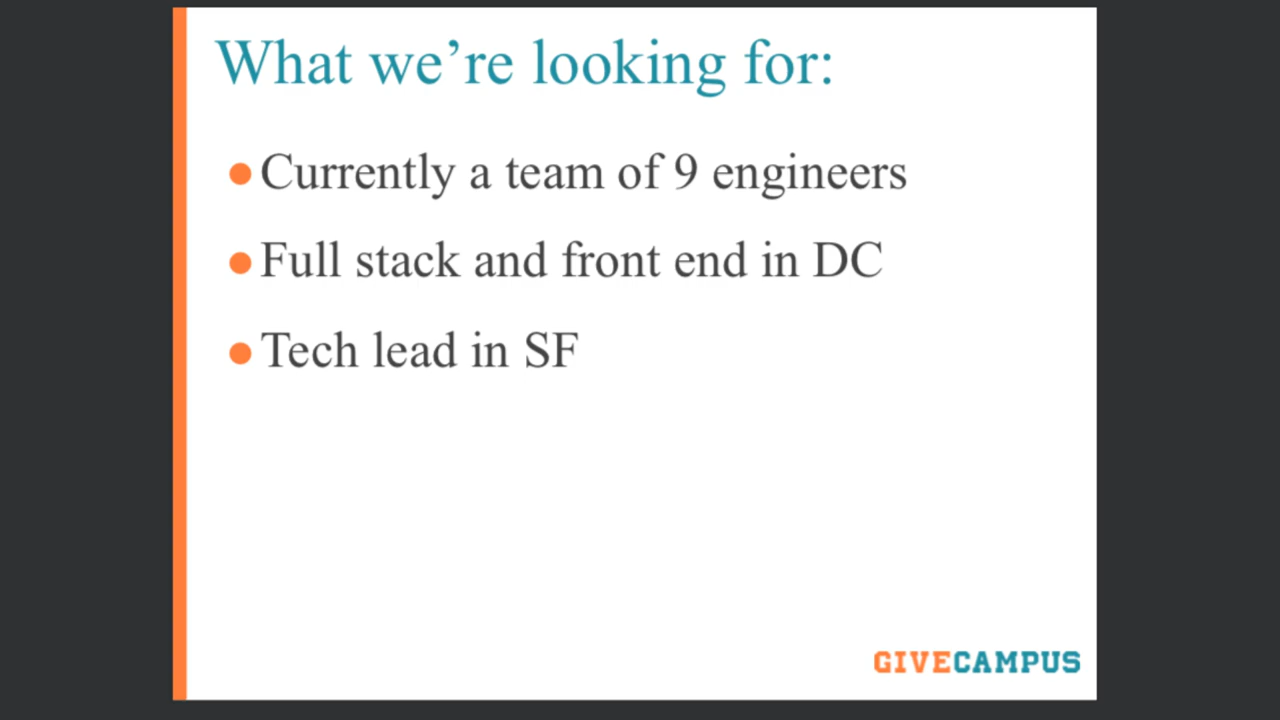 What we’re looking for:
Currently a team of 9 engineers
Full stack and front end in DC
Tech lead in SF
GIVECAMPUS